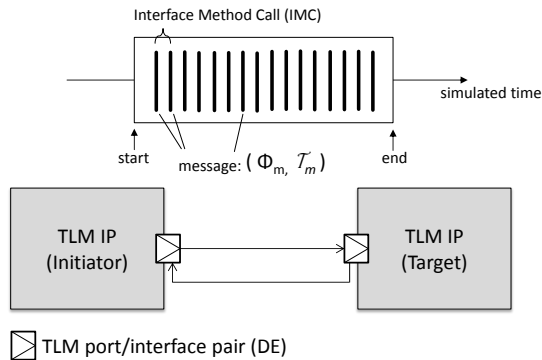 Interface Method Call (IMC)
simulated time
start
message: ( Φm, 𝒯m )
end
TLM IP
(Initiator)
TLM IP
(Target)
TLM port/interface pair (DE)